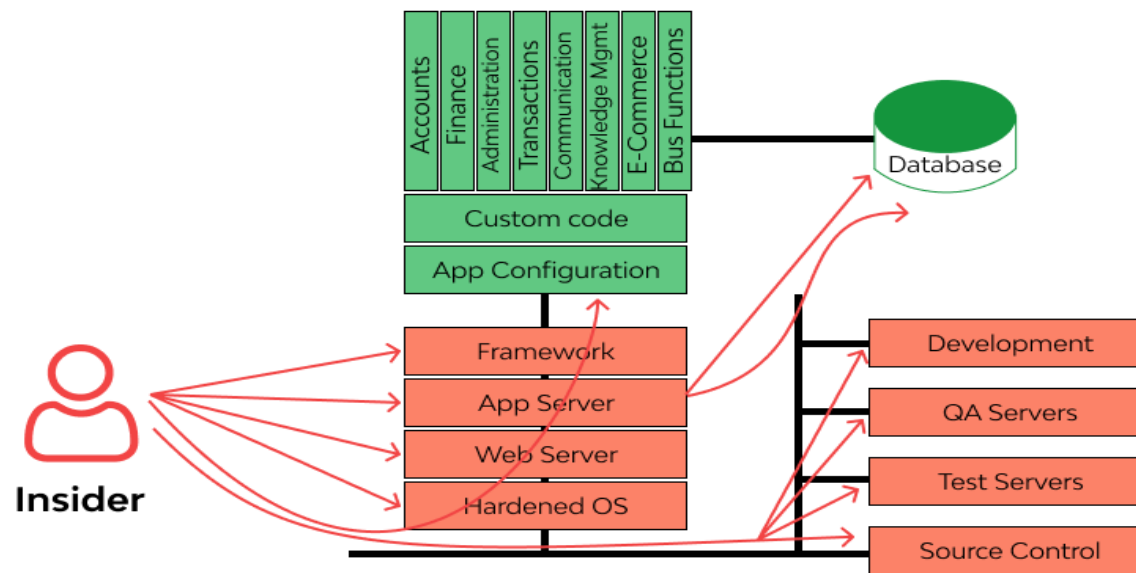 Accounts
Finance
Administration
Transactions
Communication
Knowledge Mgmt
E-Commerce
Bus Functions
Database
Custom code
App Configuration
Framework
App Server
Web Server
Hardened OS
Insider
Development
QA Servers
Test Servers
Source Control